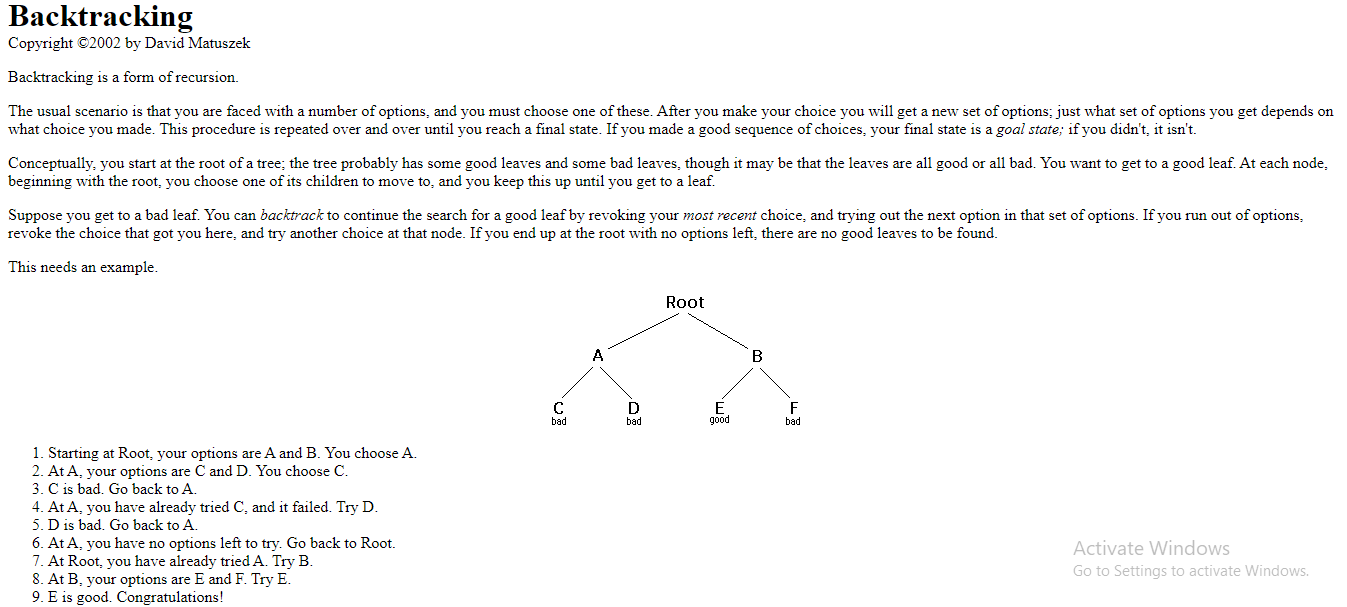 Backtracking
Copyright ©2002 by David Matuszek
Backtracking is a form of recursion.
The usual scenario is that you are faced with a number of options, and you must choose one of these. After you make your choice you will get a new set of options; just what set of options you get depends on
what choice you made. This procedure is repeated over and over until you reach a final state. If you made a good sequence of choices, your final state is a goal state; if you didn't, it isn't.
Conceptually, you start at the root of a tree; the tree probably has some good leaves and some bad leaves, though it may be that the leaves are all good or all bad. You want to get to a good leaf. At each node,
beginning with the root, you choose one of its children to move to, and you keep this up until you get to a leaf.
Suppose you get to a bad leaf. You can backtrack to continue the search for a good leaf by revoking your most recent choice, and trying out the next option in that set of options. If you run out of options,
revoke the choice that got you here, and try another choice at that node. If you end up at the root with no options left, there are no good leaves to be found.
This needs an example.
Root
A B
C D E F
bad bad good bad
1. Starting at Root, your options are A and B. You choose A.
2. At A, your options are C and D. You choose C.
3. C is bad. Go back to A.
4. At A, you have already tried C, and it failed. Try D.
5. D is bad. Go back to A.
6. At A, you have no options left to try. Go back to Root.
7. At Root, you have already tried A. Try B.
8. At B, your options are E and F. Try E.
9. E is good. Congratulations!
Activate Windows
Go to Settings to activate Windows.